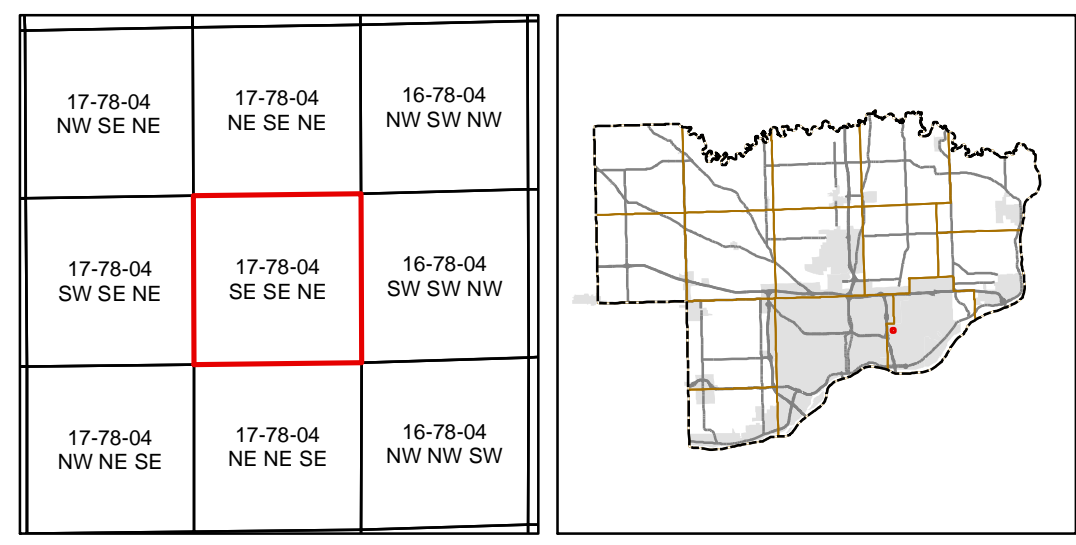 17-78-04
NW SE NE
17-78-04
NE SE NE
16-78-04
NW SW NW
17-78-04
SW SE NE
17-78-04
SE SE NE
16-78-04
SW SW NW
17-78-04
NW NE SE
17-78-04
NE NE SE
16-78-04
NW NW SW